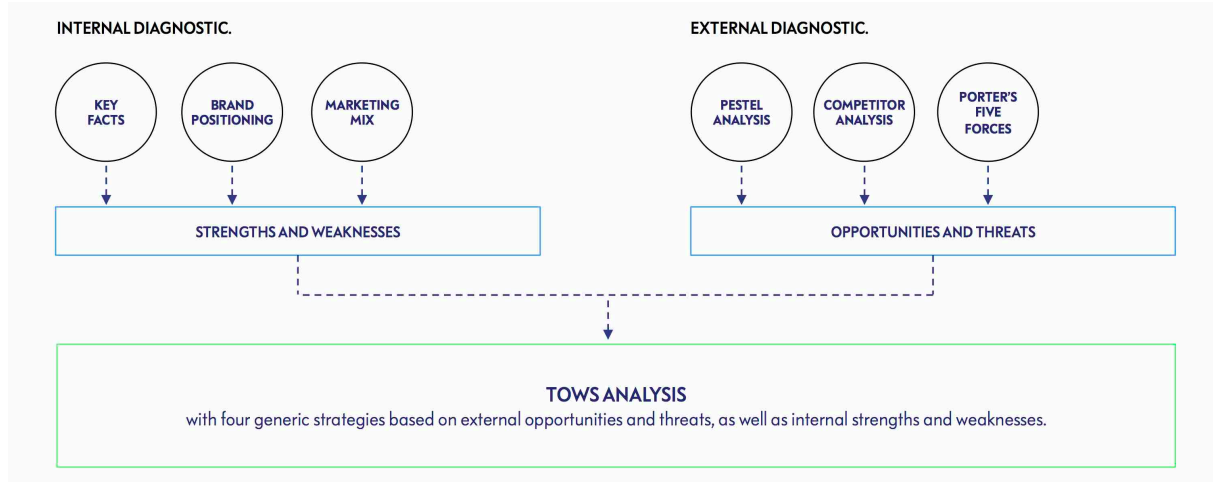 INTERNAL DIAGNOSTIC.
KEY
FACTS
BRAND
POSITIONING
MARKETING
MIX
STRENGTHS AND WEAKNESSES
EXTERNAL DIAGNOSTIC.
PESTEL
ANALYSIS
COMPETITOR
ANALYSIS
PORTER'S
FIVE
FORCES
OPPORTUNITIES AND THREATS
TOWS ANALYSIS
with four generic strategies based on external opportunities and threats, as well as internal strengths and weaknesses.